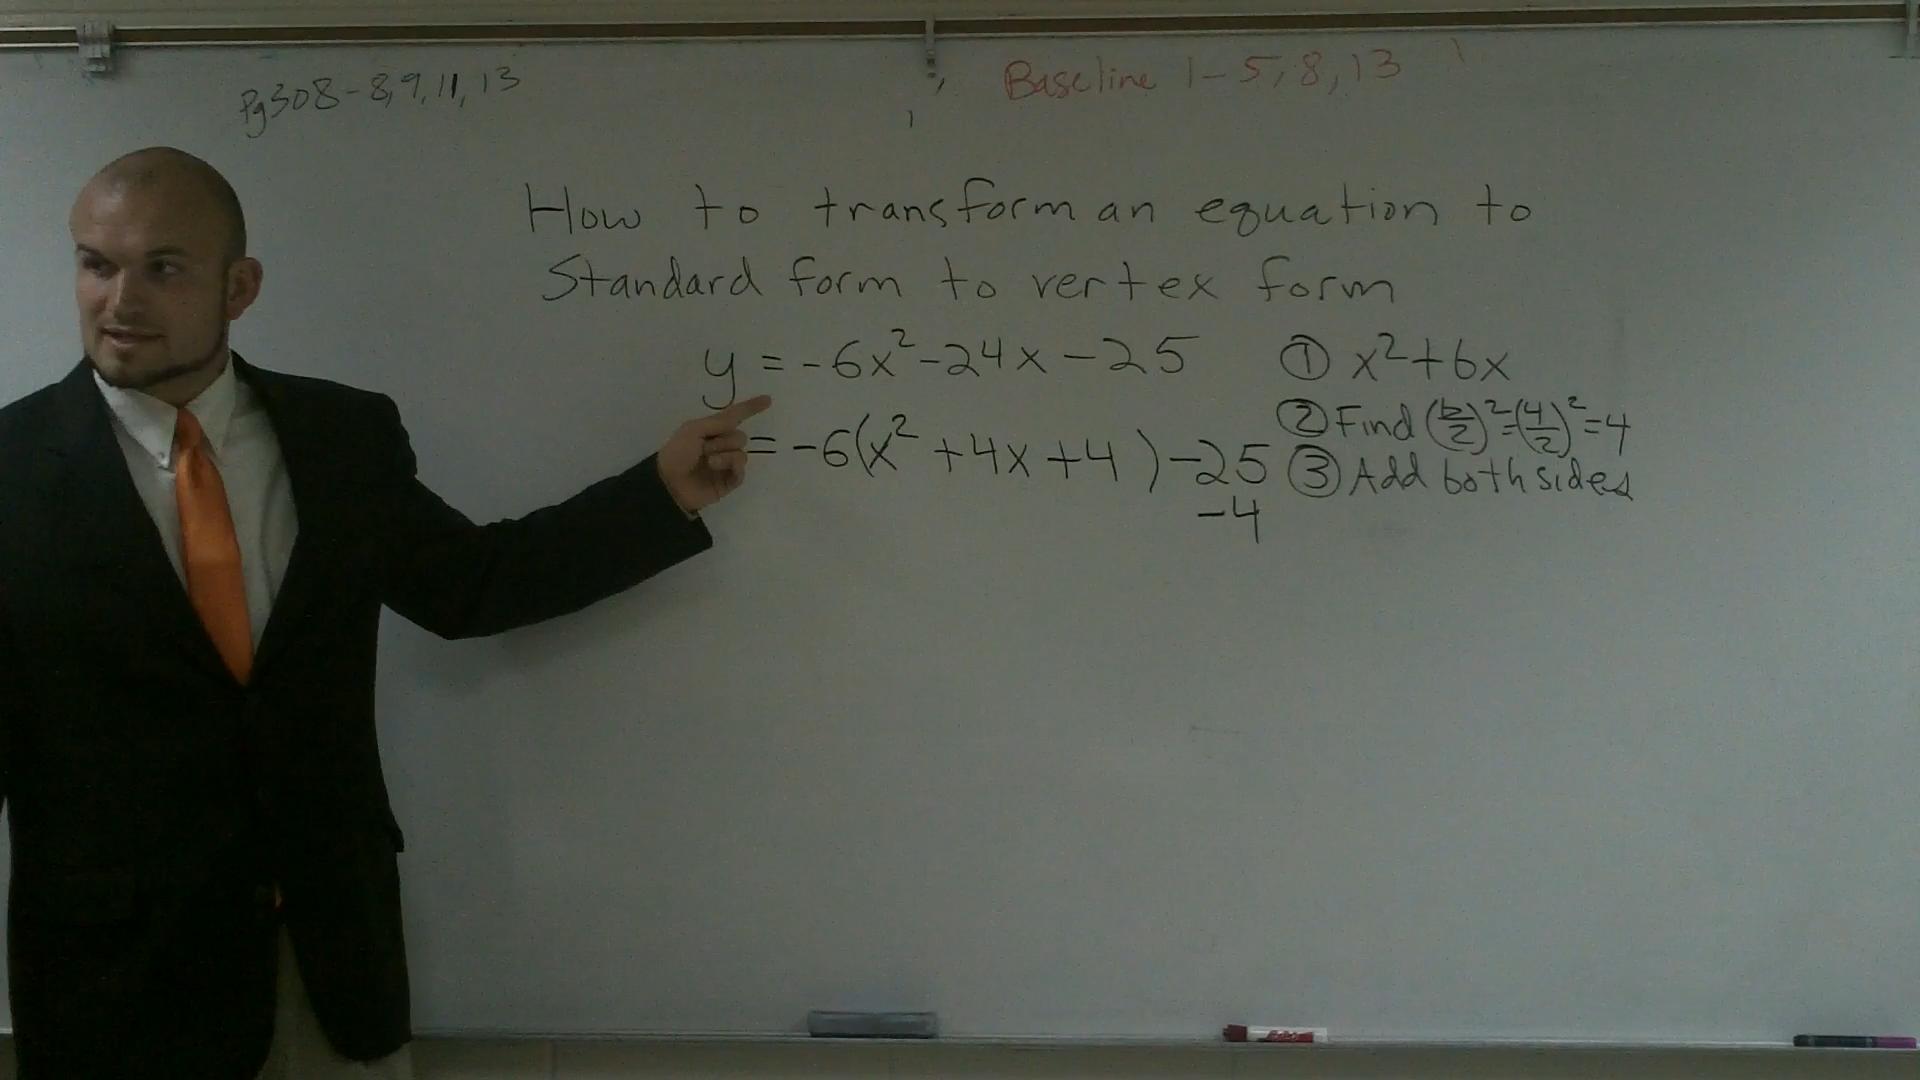 Pg308-8,9,11,13
Baseline 1-5,8,13
How to transform an equation to
Standard form to vertex form
y = -6x²-24x-25
① x²+6x
② Find (b/2)²=(4/2)²=4
= -6(x²+4x+4)-25
③ Add both sides
-4